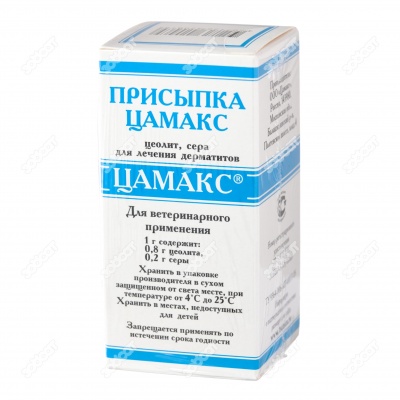 ПРИСЫПКА
ЦАМАКС
цеолит, сера
для лечения дерматитов
ЦАМАКС®
Для ветеринарного
применения
1 г содержит:
0,8 г цеолита
0,2 г серы
Хранить в упаковке
производителя в сухом
защищенном от света месте, при
температуре от 4°С до 25°С
Хранить в местах, недоступных
для детей
Запрещается применять по
истечении срока годности